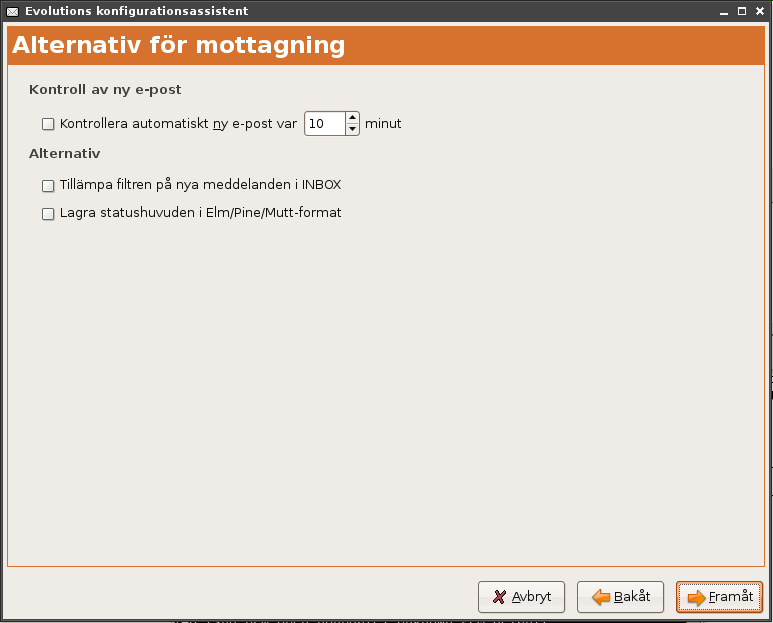 Evolutions konfigurationsassistent
Alternativ för mottagning
Kontroll av ny e-post
Kontrollera automatiskt ny e-post var 10 minut
Alternativ
Tillämpa filtren på nya meddelanden i INBOX
Lagra statushuvuden i Elm/Pine/Mutt-format
Avbryt Bakåt Framåt